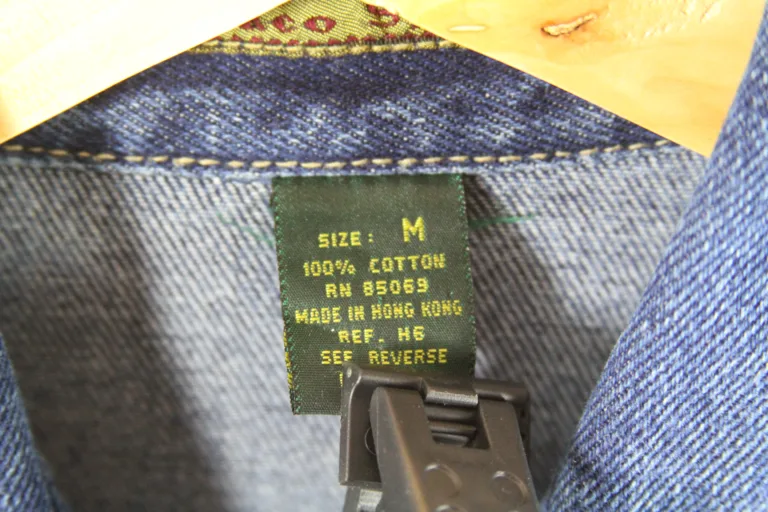 SIZE: M
100% COTTON
RN 85069
MADE IN HONG KONG
REF. H6
SEE REVERSE